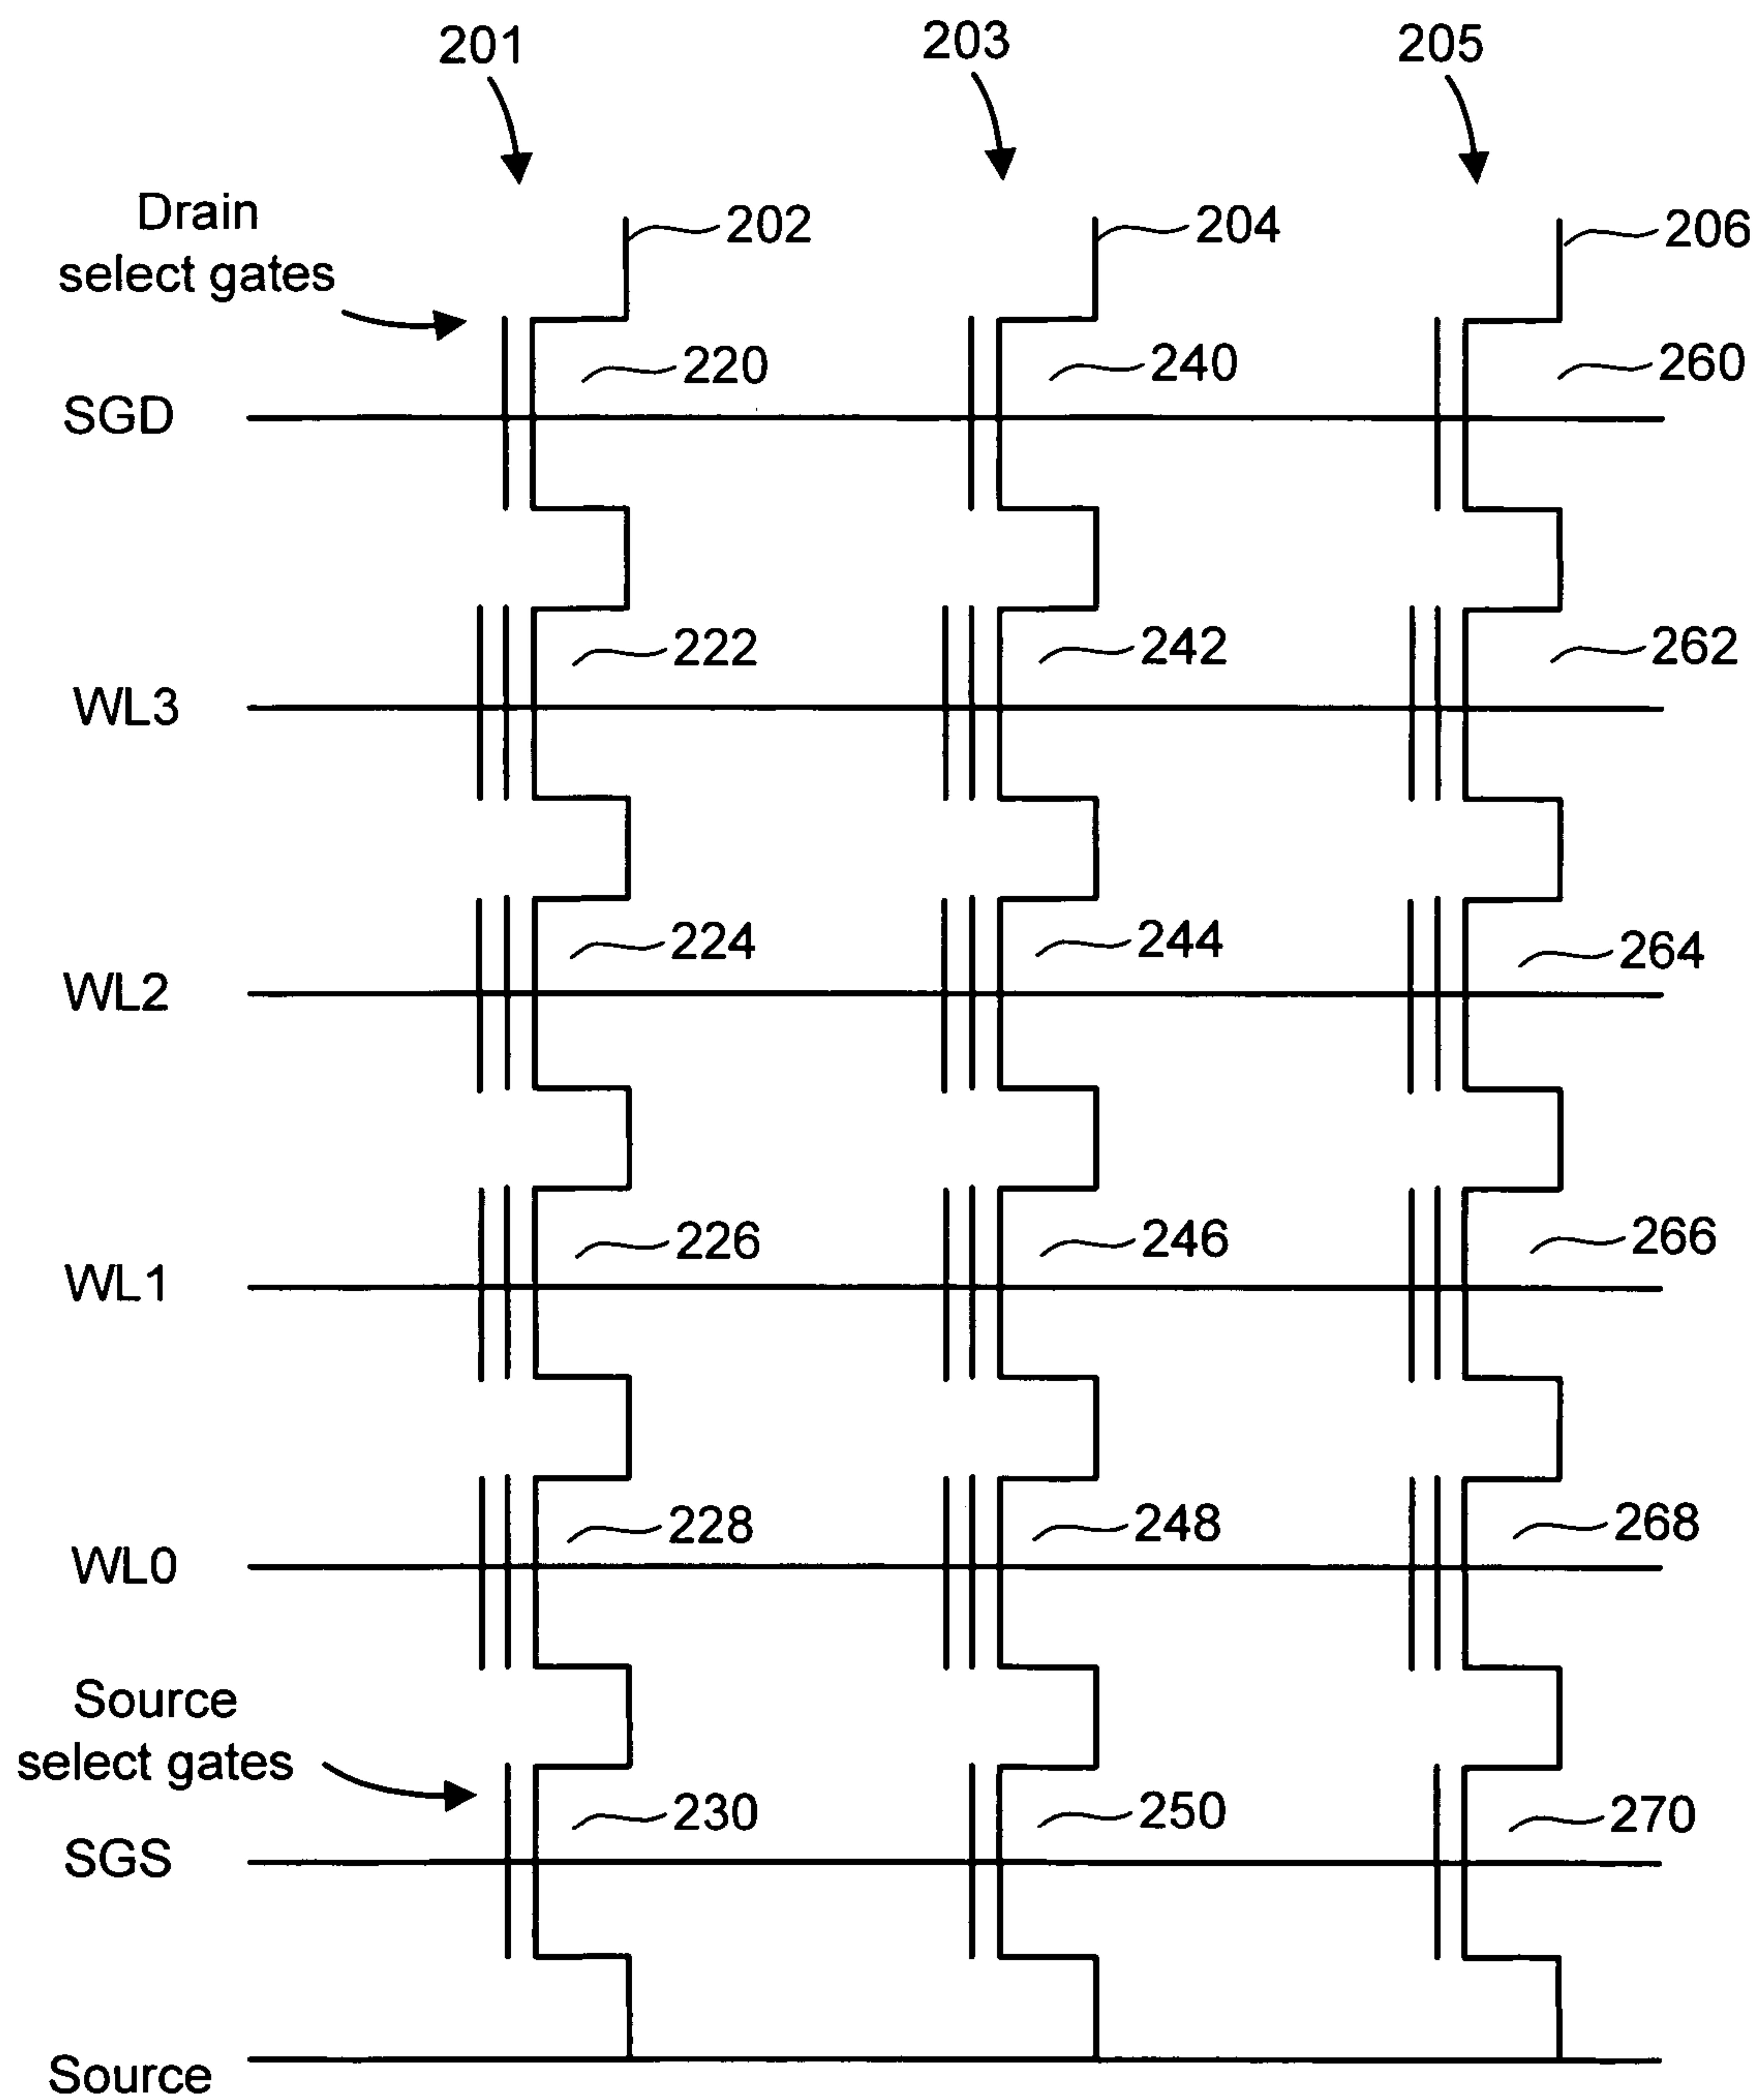 201
203
205
Drain
select gates
202
204
206
220
240
260
SGD
222
242
262
WL3
224
244
264
WL2
226
246
266
WL1
228
248
268
WL0
Source
select gates
230
250
270
SGS
Source